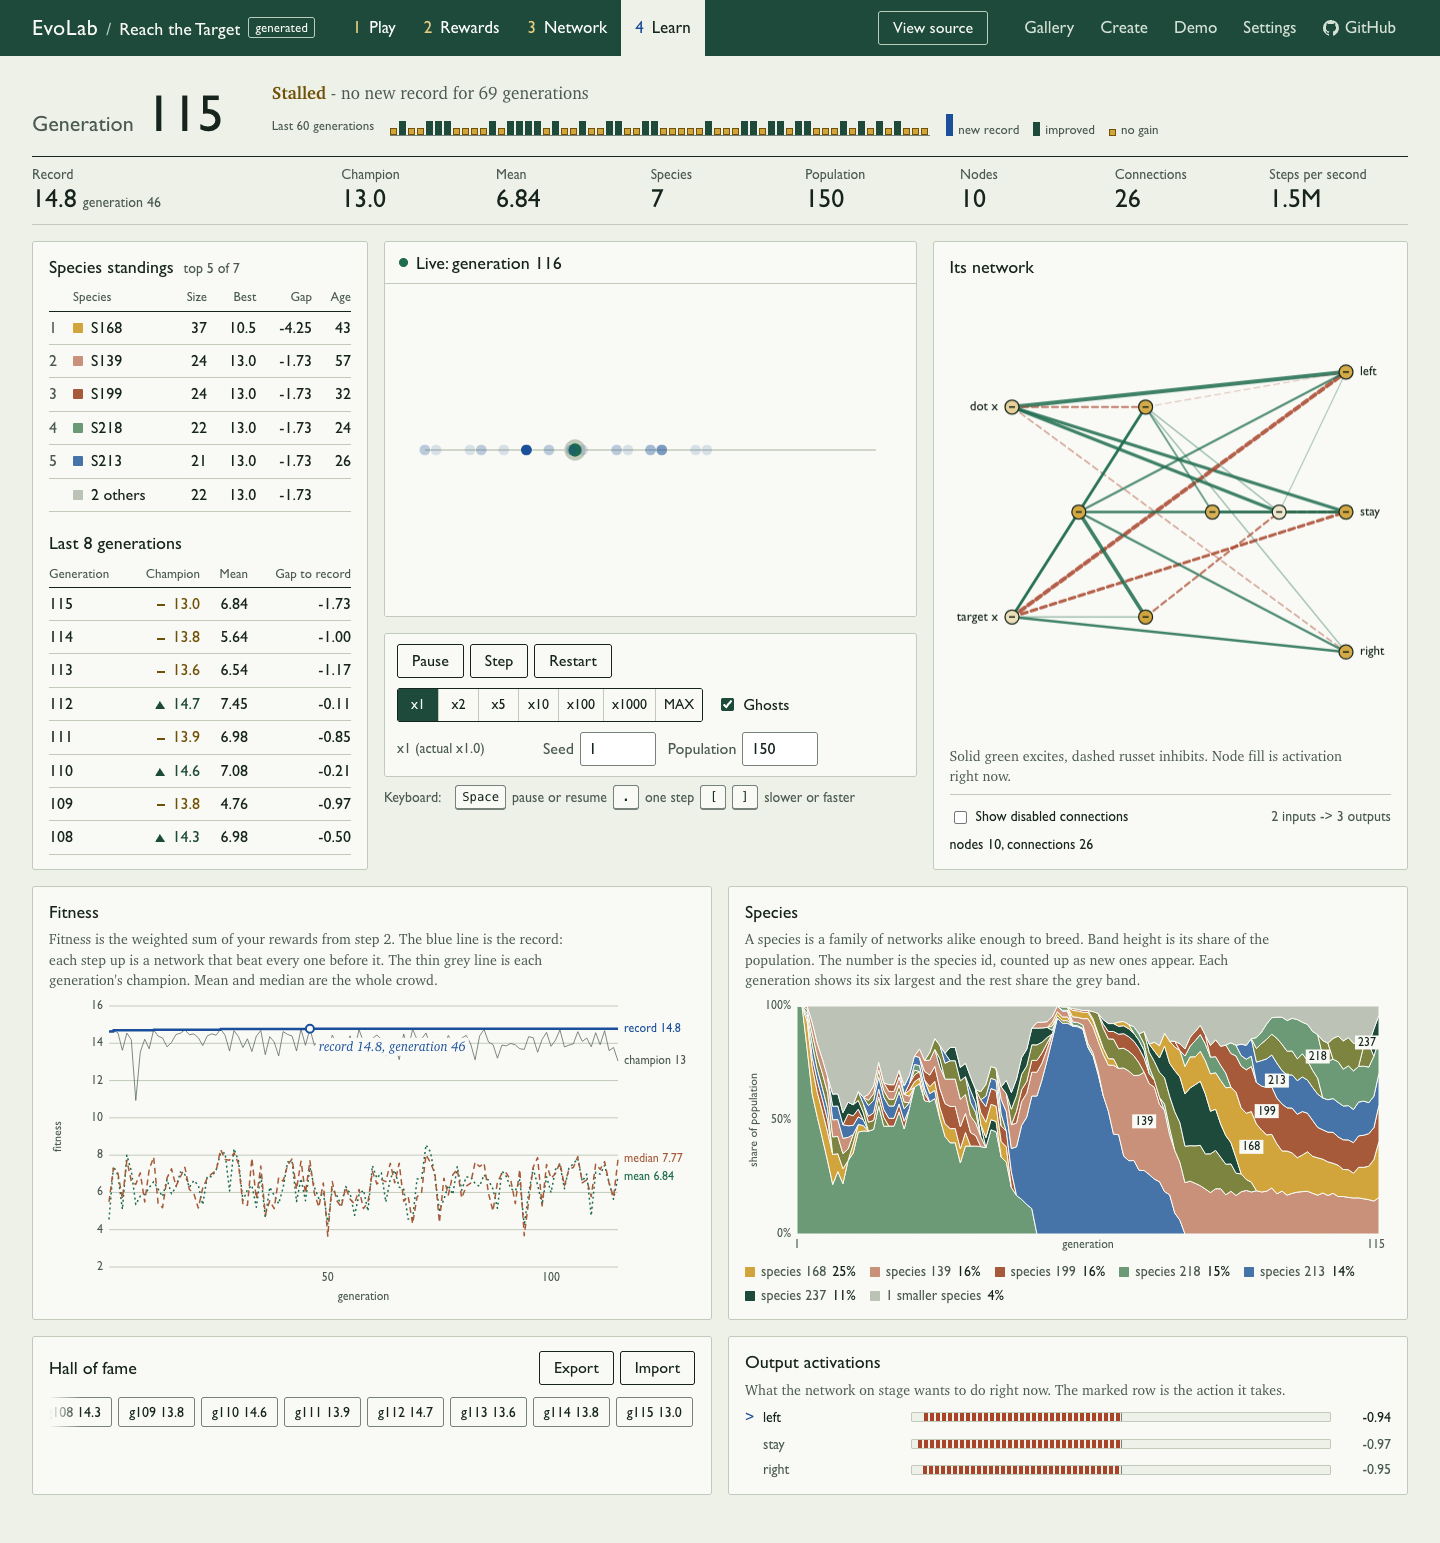 EvoLab / Reach the Target generated 1 Play 2 Rewards 3 Network 4 Learn View source Gallery Create Demo Settings GitHub
Generation 115
Stalled - no new record for 69 generations
Last 60 generations new record improved no gain
Record Champion Mean Species Population Nodes Connections Steps per second
14.8 generation 46 13.0 6.84 7 150 10 26 1.5M
Species standings top 5 of 7
Species Size Best Gap Age
1 S168 37 10.5 -4.25 43
2 S139 24 13.0 -1.73 57
3 S199 24 13.0 -1.73 32
4 S218 22 13.0 -1.73 24
5 S213 21 13.0 -1.73 26
2 others 22 13.0 -1.73
Last 8 generations
Generation Champion Mean Gap to record
115 – 13.0 6.84 -1.73
114 – 13.8 5.64 -1.00
113 – 13.6 6.54 -1.17
112 ▲ 14.7 7.45 -0.11
111 – 13.9 6.98 -0.85
110 ▲ 14.6 7.08 -0.21
109 – 13.8 4.76 -0.97
108 ▲ 14.3 6.98 -0.50
Live: generation 116
Pause Step Restart
x1 x2 x5 x10 x100 x1000 MAX Ghosts
x1 (actual x1.0) Seed 1 Population 150
Keyboard: Space pause or resume . one step [ ] slower or faster
Its network
left
dot x
stay
target x
right
Solid green excites, dashed russet inhibits. Node fill is activation
right now.
Show disabled connections 2 inputs -> 3 outputs
nodes 10, connections 26
Fitness
Fitness is the weighted sum of your rewards from step 2. The blue line is the record:
each step up is a network that beat every one before it. The thin grey line is each
generation's champion. Mean and median are the whole crowd.
16
14
12
10
8
6
4
2
fitness
record 14.8
record 14.8, generation 46
champion 13
median 7.77
mean 6.84
50 100
generation
Species
A species is a family of networks alike enough to breed. Band height is its share of the
population. The number is the species id, counted up as new ones appear. Each
generation shows its six largest and the rest share the grey band.
100%
50%
0%
share of population
237
218
213
199
139
168
1 generation 115
species 168 25% species 139 16% species 199 16% species 218 15% species 213 14%
species 237 11% 1 smaller species 4%
Hall of fame Export Import
108 14.3 g109 13.8 g110 14.6 g111 13.9 g112 14.7 g113 13.6 g114 13.8 g115 13.0
Output activations
What the network on stage wants to do right now. The marked row is the action it takes.
> left -0.94
stay -0.97
right -0.95